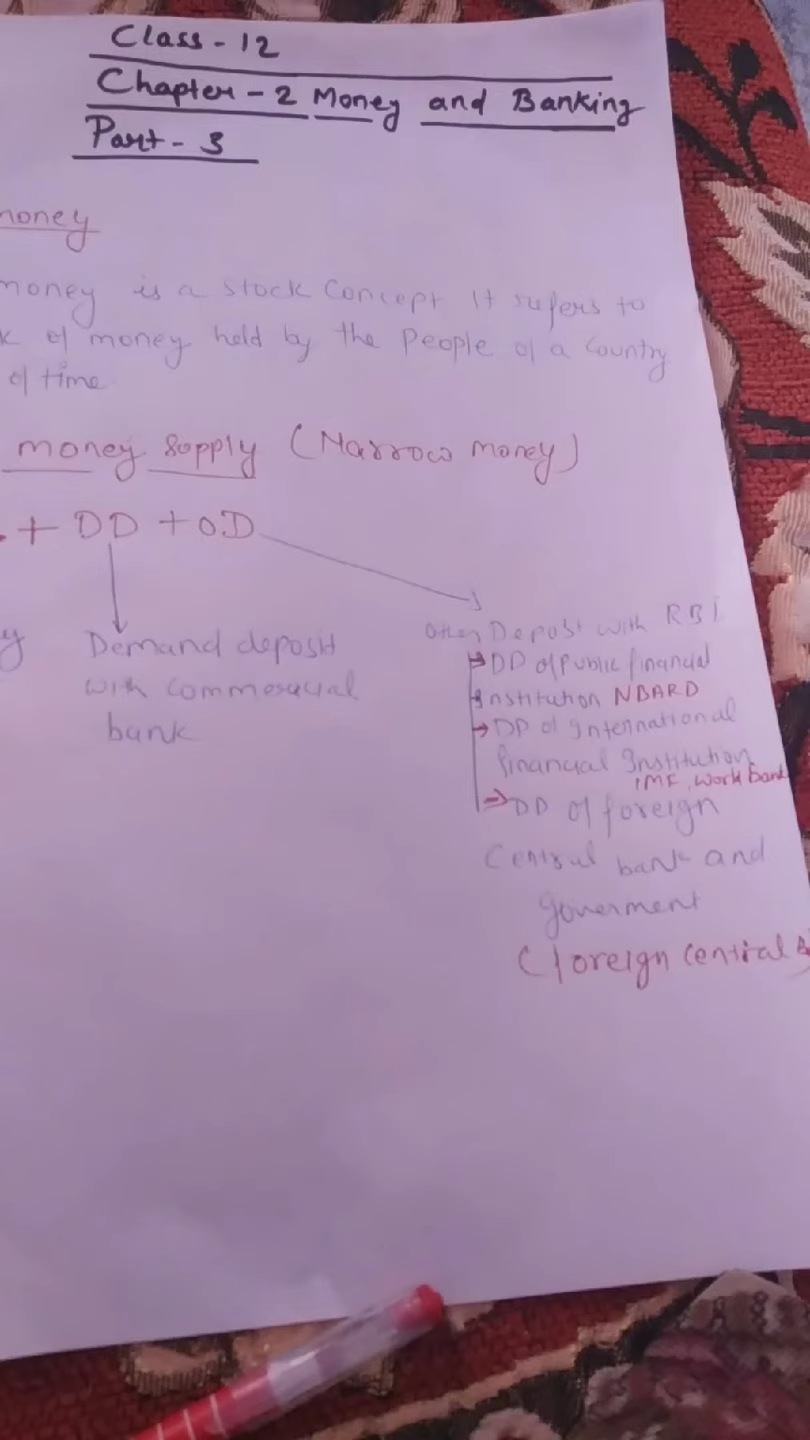 Class - 12
Chapter - 2 Money and Banking
Part - 3
money
money is a stock concept It refers to
k of money held by the People of a Country
of time
money supply (Narrow money)
+ DD + OD
y Demand deposit
with commercial
bank
Other Deposit with RBI
DD of Public financial
Institution NBARD
DD of International
financial Institution
IMF, World bank
DD of foreign
Central bank and
goverment
(foreign Central B